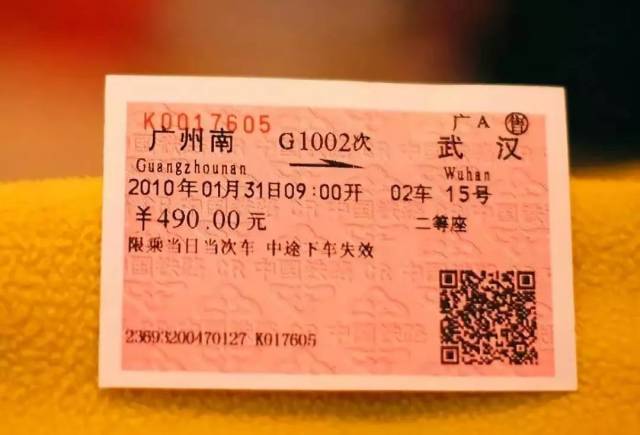 K0017605 广A 售
广州南 G1002次 武汉
Guangzhounan Wuhan
2010年01月31日09:00开 02车 15号
￥490.00元 二等座
限乘当日当次车 中途下车失效
23693200470127 K017605